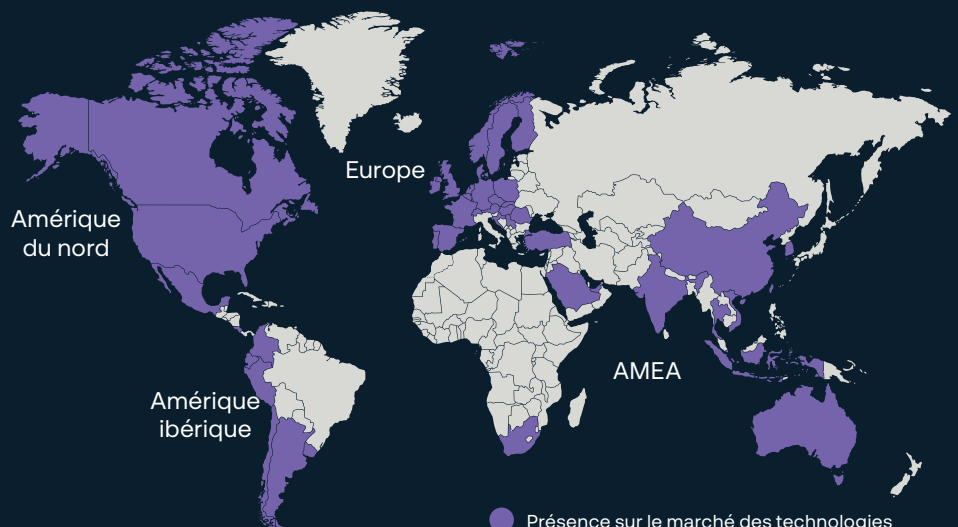 Europe
Amérique
du nord
AMEA
Amérique
ibérique
Présence sur le marché des technologies